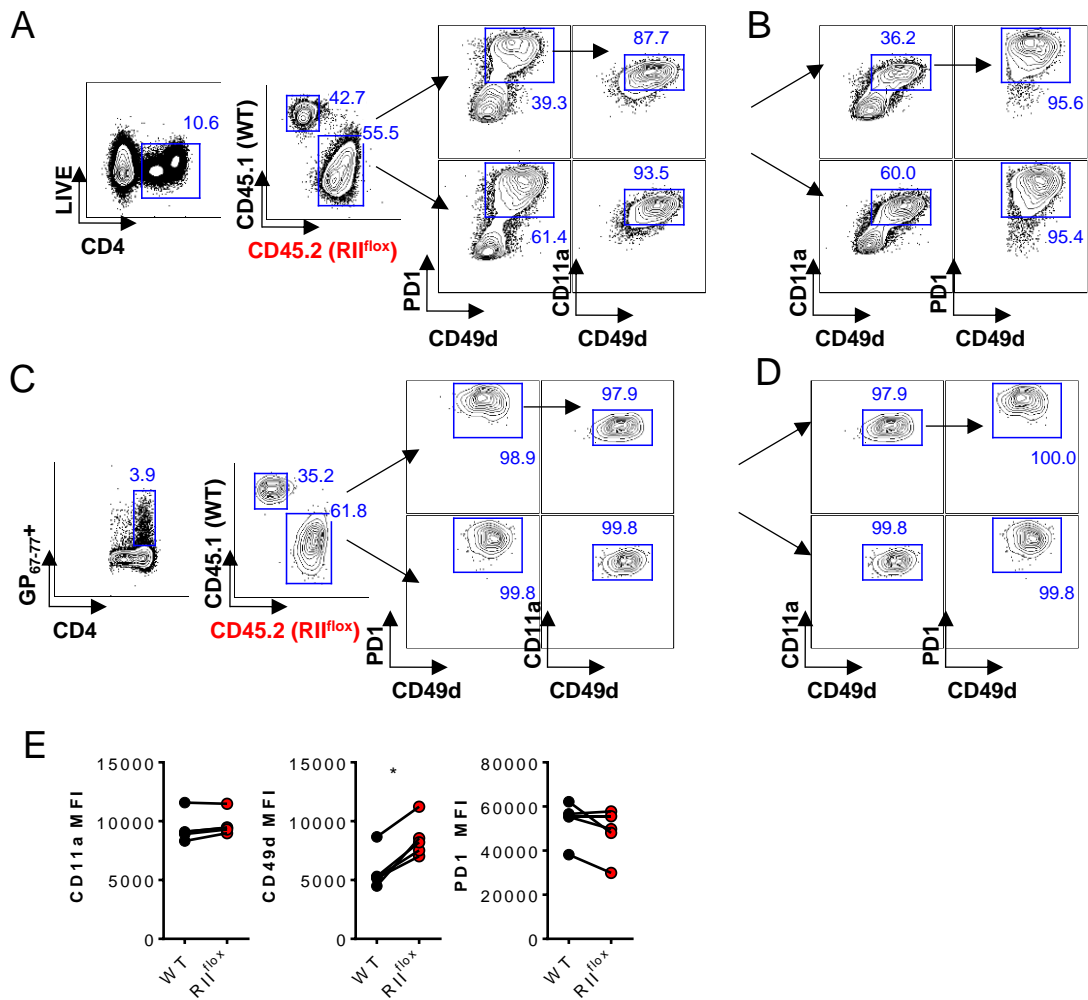 A
LIVE
CD4
10.6
CD45.1 (WT)
CD45.2 (RII^flox)
42.7
55.5
39.3
87.7
61.4
93.5
PD1
CD49d
CD11a
CD49d
B
36.2
95.6
60.0
95.4
CD11a
CD49d
PD1
CD49d
C
GP67-77+
CD4
3.9
CD45.1 (WT)
CD45.2 (RII^flox)
35.2
61.8
98.9
97.9
99.8
99.8
PD1
CD49d
CD11a
CD49d
D
97.9
100.0
99.8
99.8
CD11a
CD49d
PD1
CD49d
E
CD11a MFI
15000
10000
5000
0
WT
RII^flox
CD49d MFI
15000
10000
5000
0
*
WT
RII^flox
PD1 MFI
80000
60000
40000
20000
0
WT
RII^flox